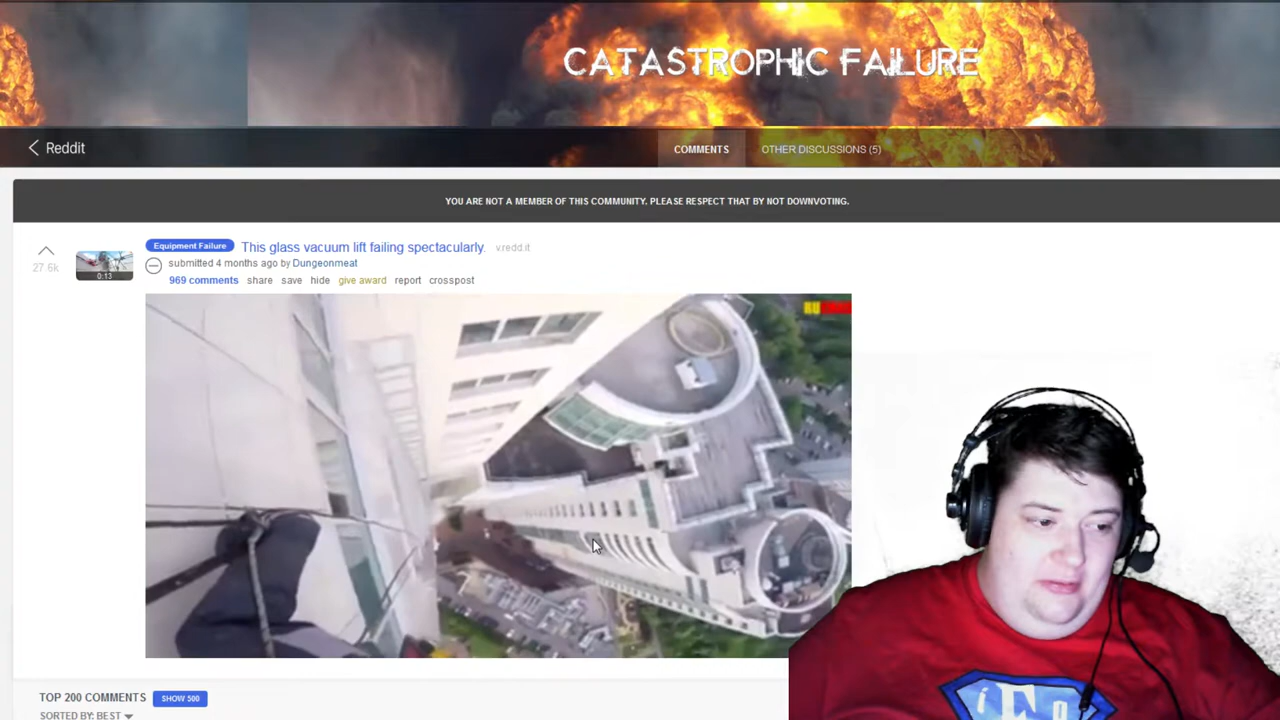 CATASTROPHIC FAILURE
Reddit
COMMENTS
OTHER DISCUSSIONS (5)
YOU ARE NOT A MEMBER OF THIS COMMUNITY. PLEASE RESPECT THAT BY NOT DOWNVOTING.
Equipment Failure This glass vacuum lift failing spectacularly. v.redd.it
27.6k
0:13
submitted 4 months ago by Dungeonmeat
969 comments share save hide give award report crosspost
TOP 200 COMMENTS SHOW 500
SORTED BY: BEST